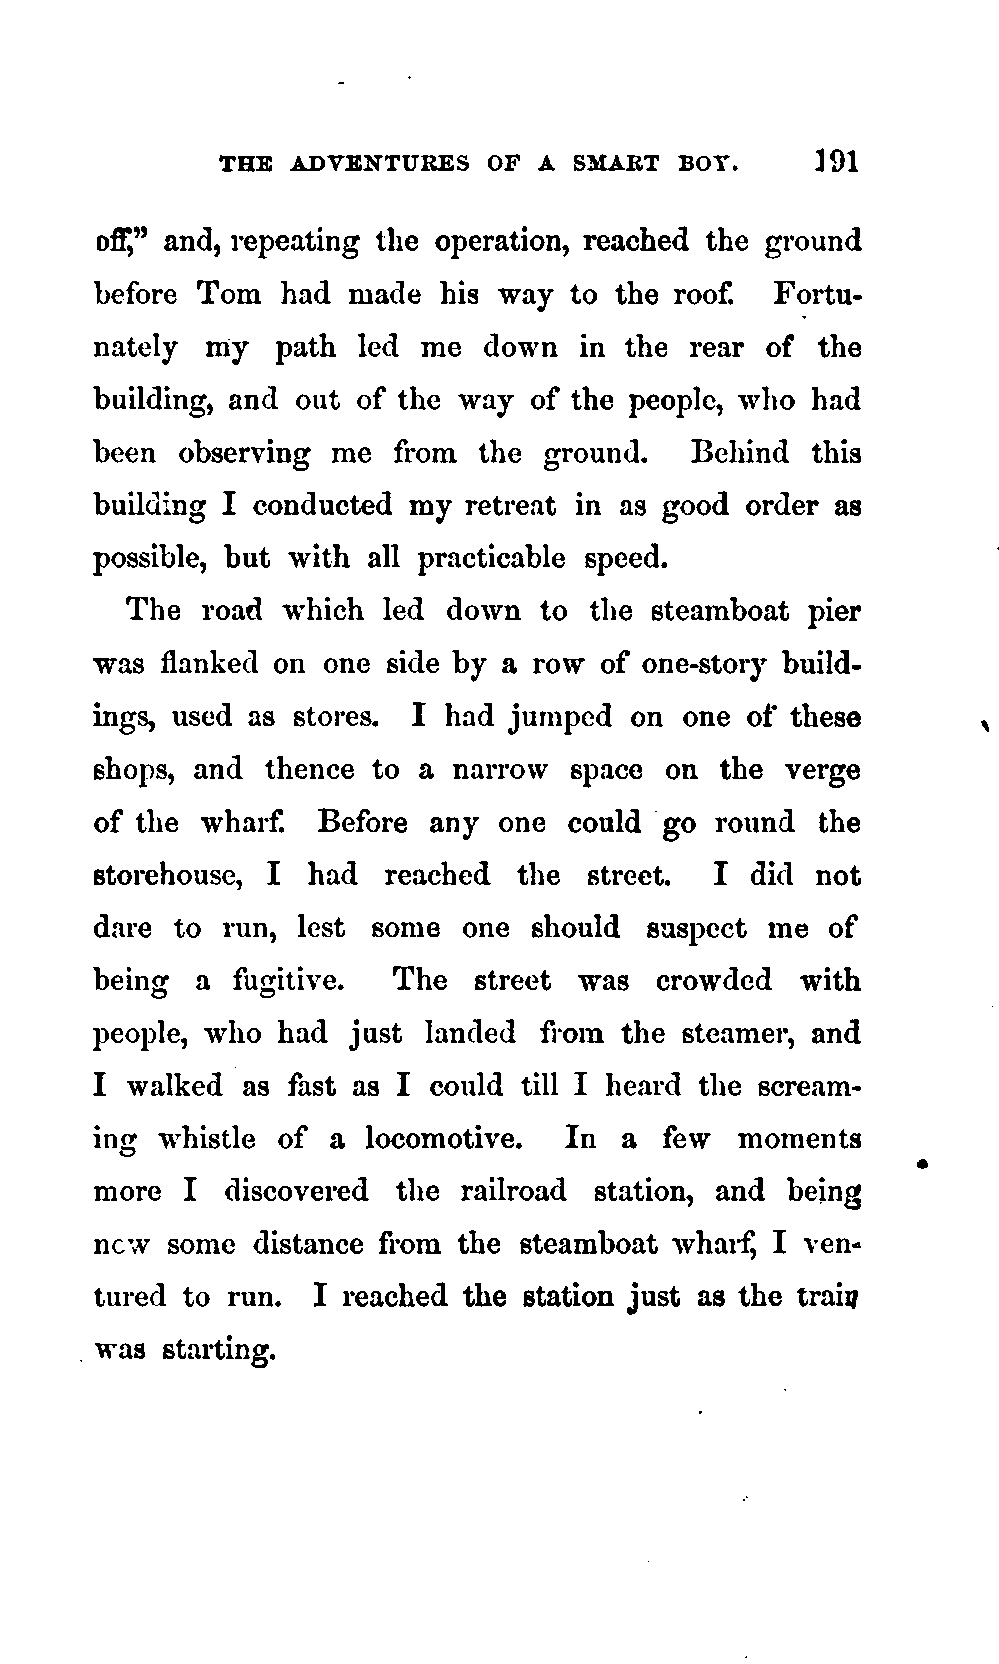 THE ADVENTURES OF A SMART BOY. 191
off,” and, repeating the operation, reached the ground
before Tom had made his way to the roof. Fortu-
nately my path led me down in the rear of the
building, and out of the way of the people, who had
been observing me from the ground. Behind this
building I conducted my retreat in as good order as
possible, but with all practicable speed.
The road which led down to the steamboat pier
was flanked on one side by a row of one-story build-
ings, used as stores. I had jumped on one of these
shops, and thence to a narrow space on the verge
of the wharf. Before any one could go round the
storehouse, I had reached the street. I did not
dare to run, lest some one should suspect me of
being a fugitive. The street was crowded with
people, who had just landed from the steamer, and
I walked as fast as I could till I heard the scream-
ing whistle of a locomotive. In a few moments
more I discovered the railroad station, and being
new some distance from the steamboat wharf, I ven-
tured to run. I reached the station just as the train
was starting.